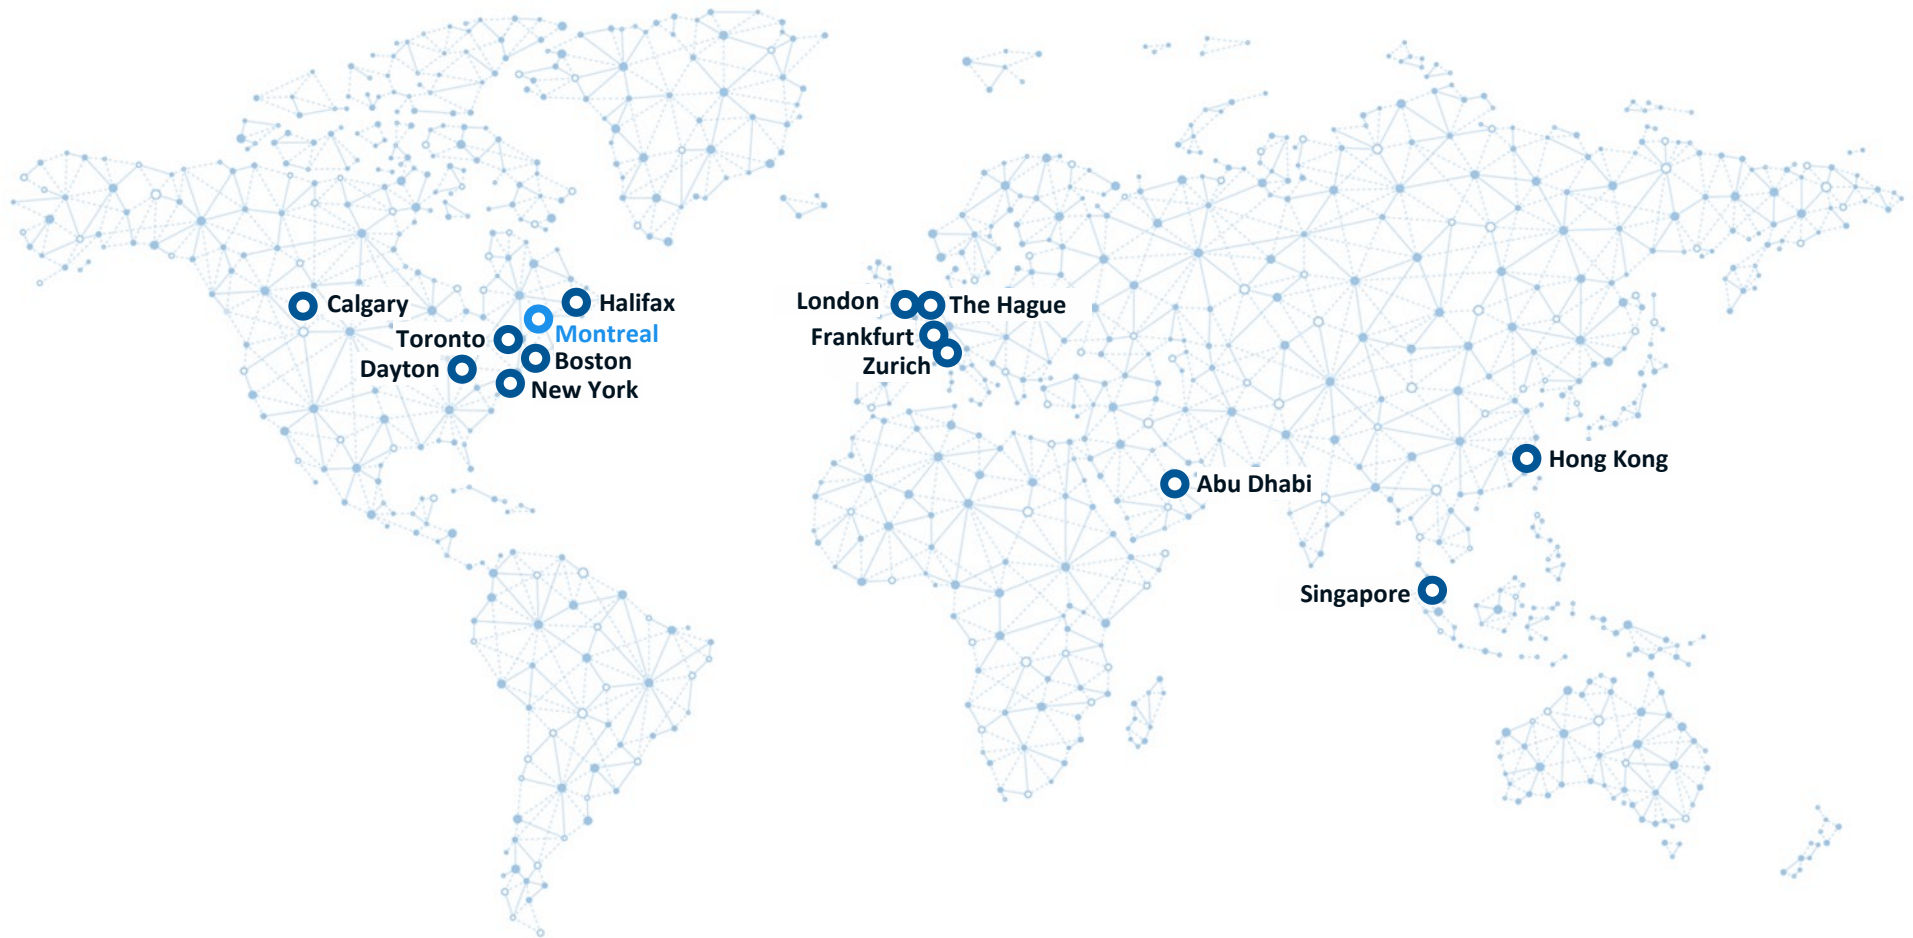 Calgary
Halifax
Montreal
Toronto
Boston
Dayton
New York
London
The Hague
Frankfurt
Zurich
Abu Dhabi
Hong Kong
Singapore